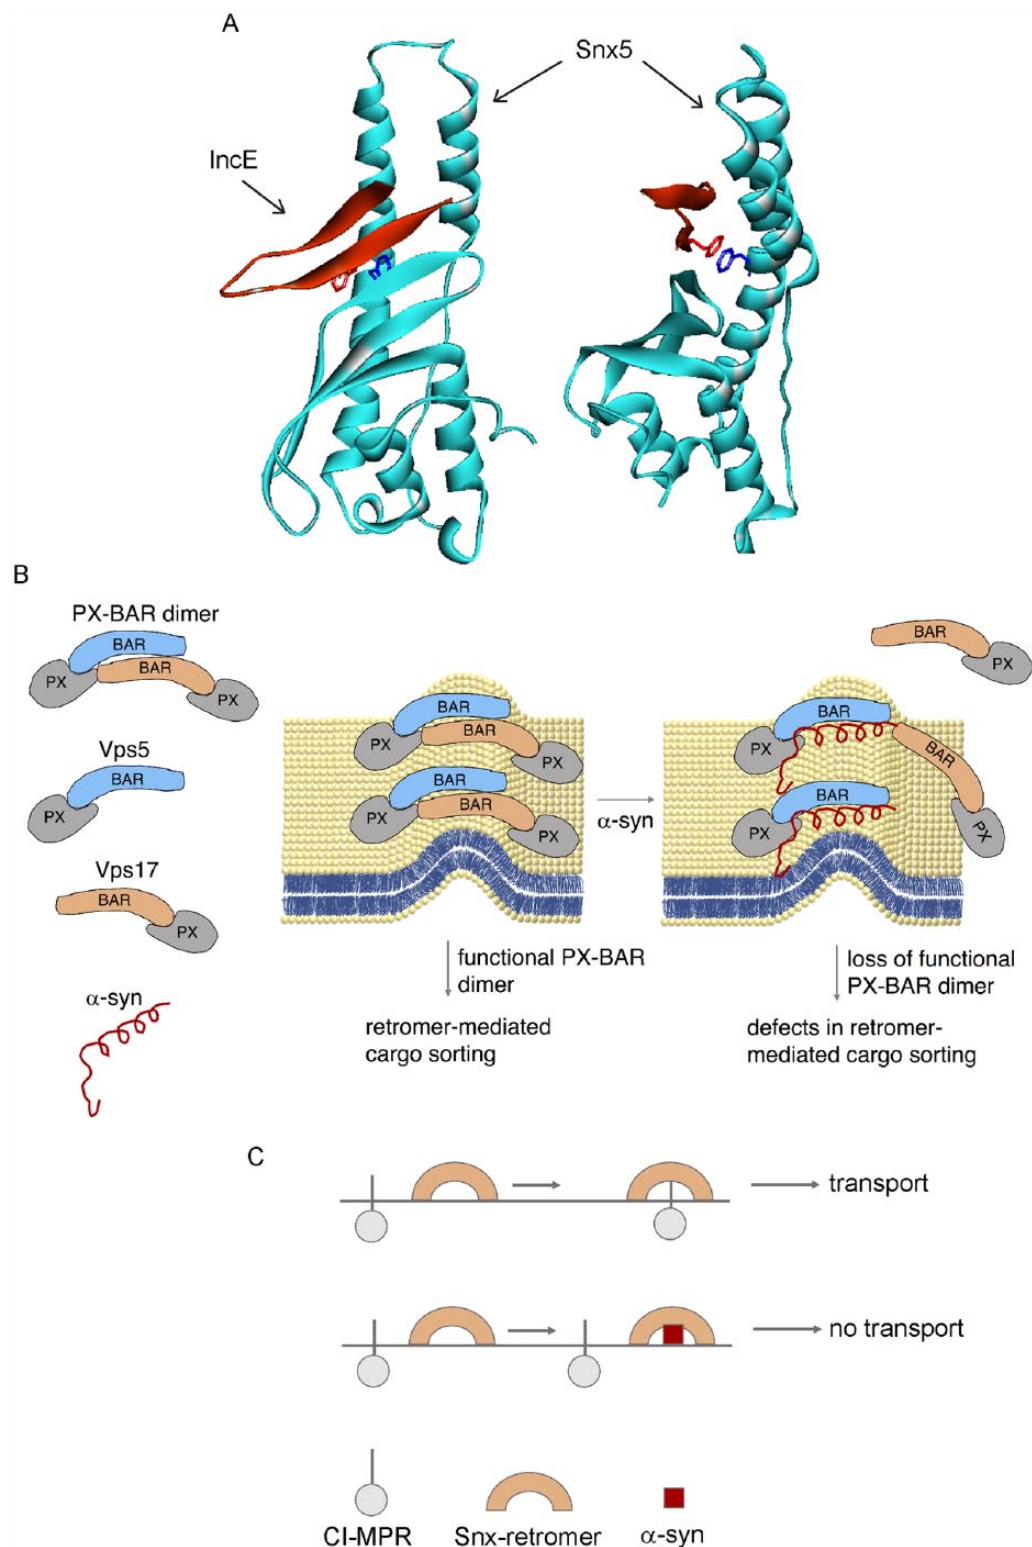 A
Snx5
IncE
B
PX-BAR dimer
BAR
BAR
PX
PX
Vps5
BAR
PX
Vps17
BAR
PX
α-syn
BAR
PX
BAR
PX
BAR
PX
BAR
PX
α-syn
BAR
PX
BAR
PX
BAR
PX
BAR
PX
functional PX-BAR
dimer
retromer-mediated
cargo sorting
loss of functional
PX-BAR dimer
defects in retromer-
mediated cargo sorting
C
transport
no transport
CI-MPR
Snx-retromer
α-syn